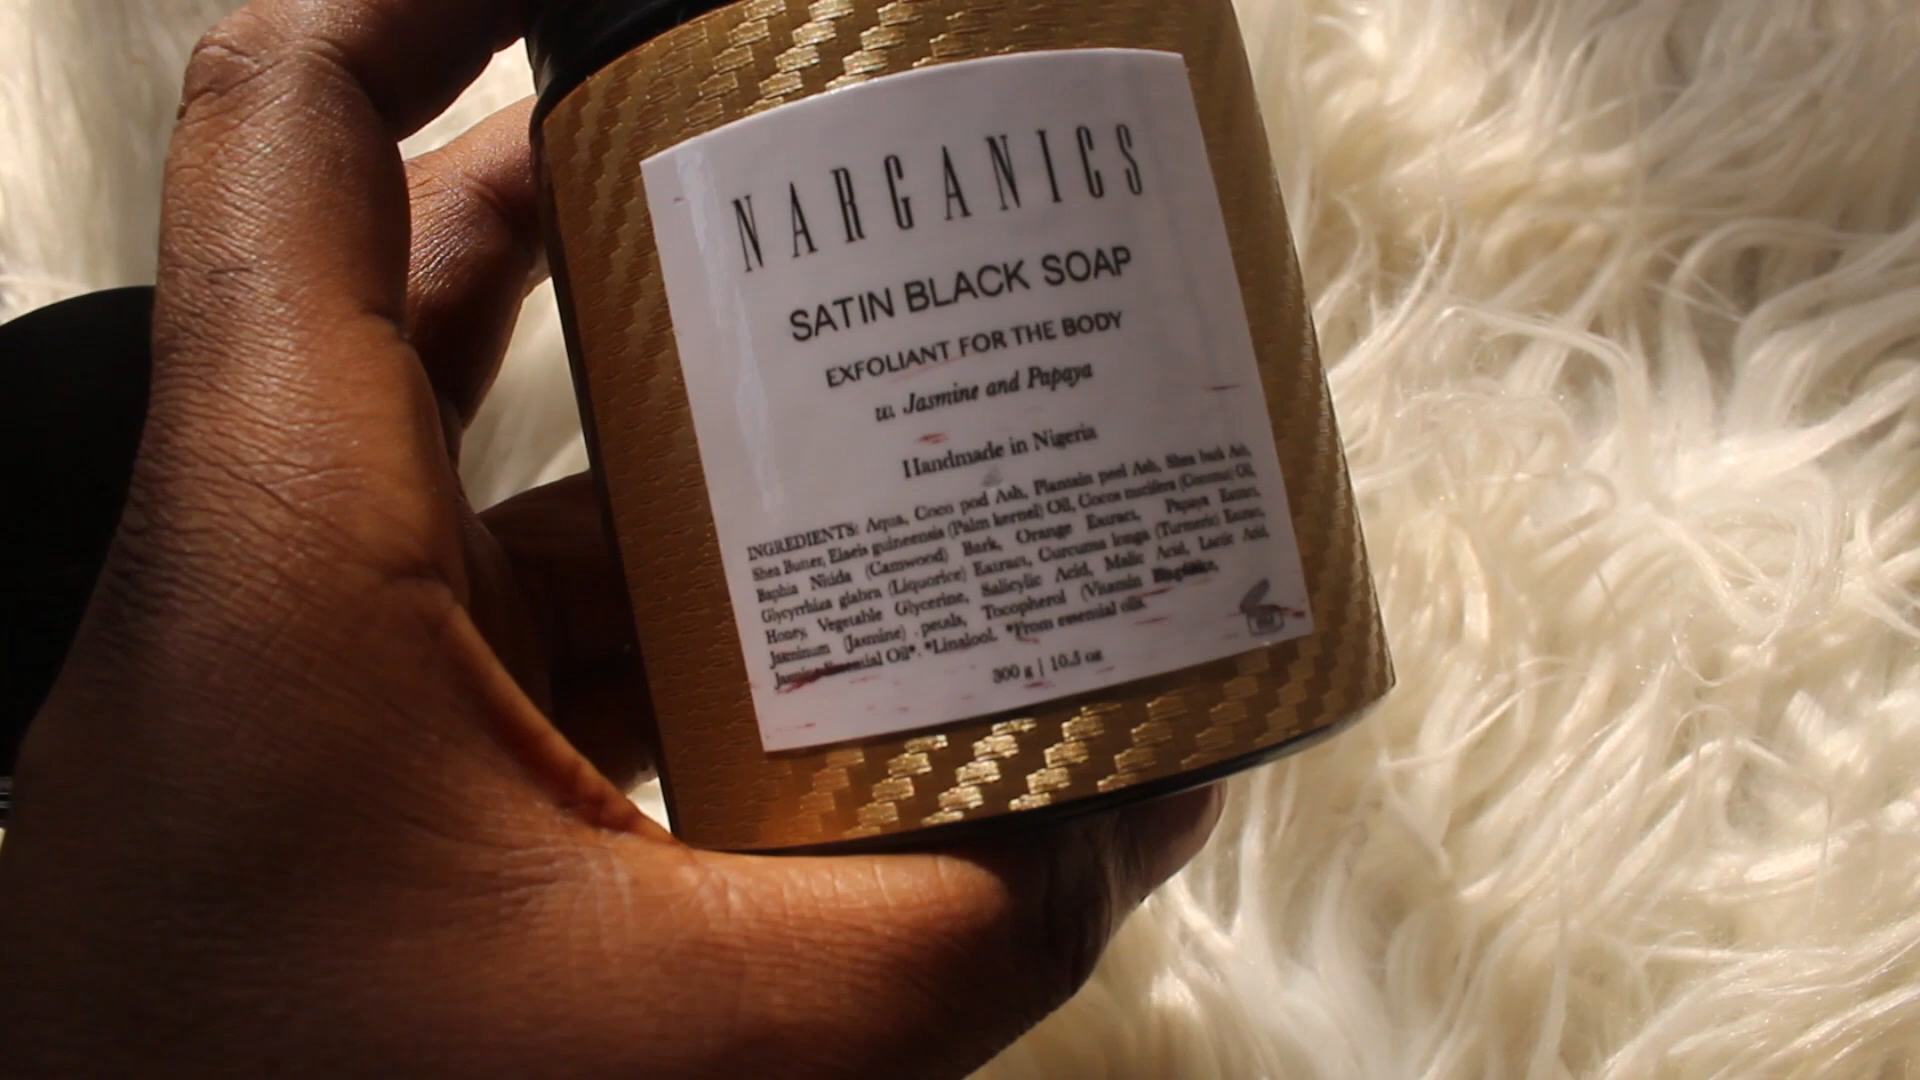 NARGANICS
SATIN BLACK SOAP
EXFOLIANT FOR THE BODY
w. Jasmine and Papaya
Handmade in Nigeria
INGREDIENTS: Aqua, Coco pod Ash, Plantain peel Ash, Shea bark Ash,
Shea Butter, Elaeis guineensis (Palm kernel) Oil, Cocos nucifera (Coconut) Oil,
Baphia Nitida (Camwood) Bark, Orange Extract, Papaya Extract,
Glycyrrhiza glabra (Liquorice) Extract, Curcuma longa (Turmeric) Extract,
Honey, Vegetable Glycerine, Salicylic Acid, Malic Acid, Lactic Acid,
Jasminum (Jasmine) petals, Tocopherol (Vitamin
Oil*. *Linalool. *From essential oils
300 g | 10.5 oz